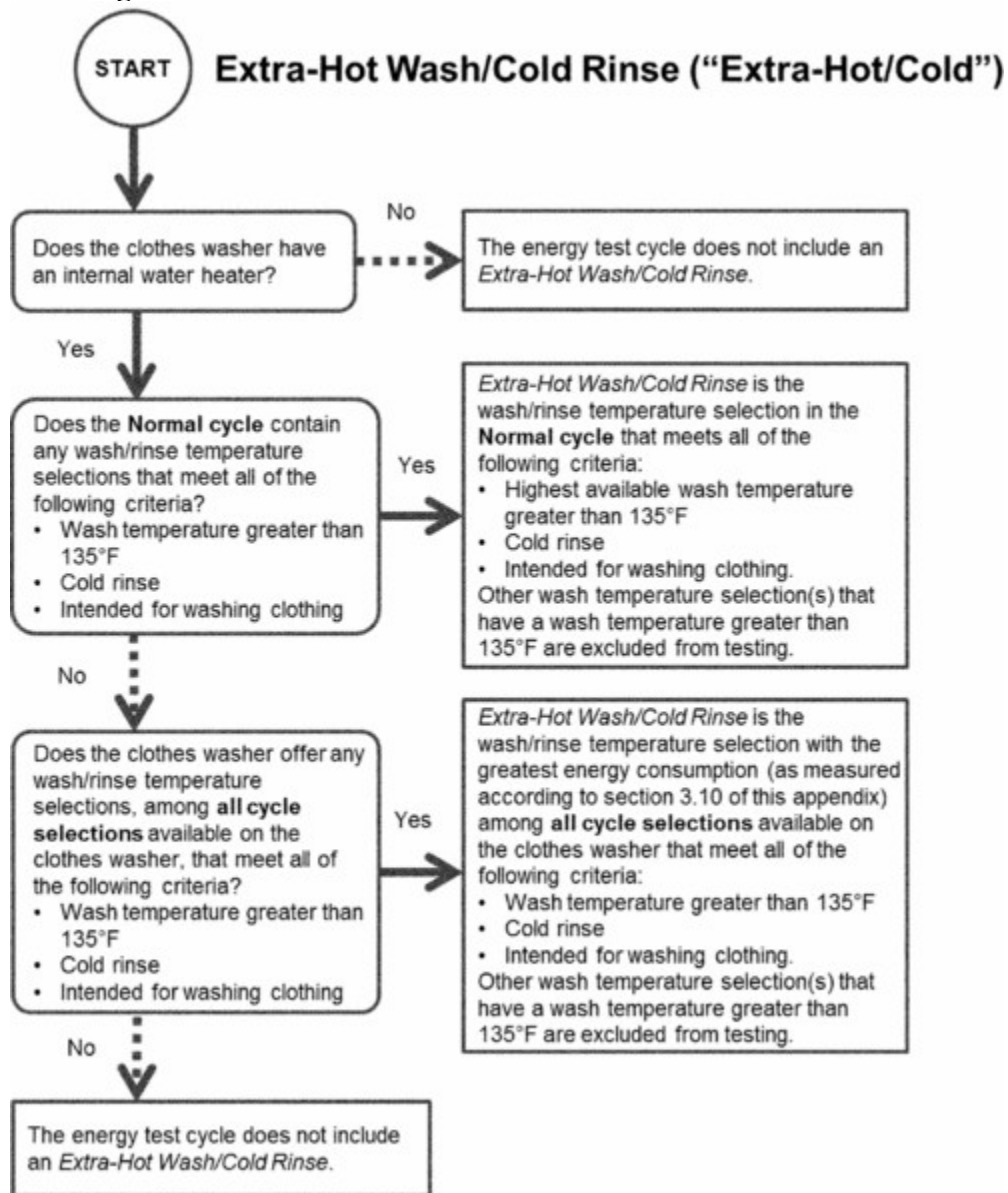 START
Extra-Hot Wash/Cold Rinse (“Extra-Hot/Cold”)
Does the clothes washer have
an internal water heater?
No
The energy test cycle does not include an
Extra-Hot Wash/Cold Rinse.
Yes
Does the Normal cycle contain
any wash/rinse temperature
selections that meet all of the
following criteria?
• Wash temperature greater than
135°F
• Cold rinse
• Intended for washing clothing
Yes
Extra-Hot Wash/Cold Rinse is the
wash/rinse temperature selection in the
Normal cycle that meets all of the
following criteria:
• Highest available wash temperature
greater than 135°F
• Cold rinse
• Intended for washing clothing.
Other wash temperature selection(s) that
have a wash temperature greater than
135°F are excluded from testing.
No
Does the clothes washer offer any
wash/rinse temperature
selections, among all cycle
selections available on the
clothes washer, that meet all of
the following criteria?
• Wash temperature greater than
135°F
• Cold rinse
• Intended for washing clothing
Yes
Extra-Hot Wash/Cold Rinse is the
wash/rinse temperature selection with the
greatest energy consumption (as measured
according to section 3.10 of this appendix)
among all cycle selections available on
the clothes washer that meet all of the
following criteria:
• Wash temperature greater than 135°F
• Cold rinse
• Intended for washing clothing.
Other wash temperature selection(s) that
have a wash temperature greater than
135°F are excluded from testing.
No
The energy test cycle does not include
an Extra-Hot Wash/Cold Rinse.